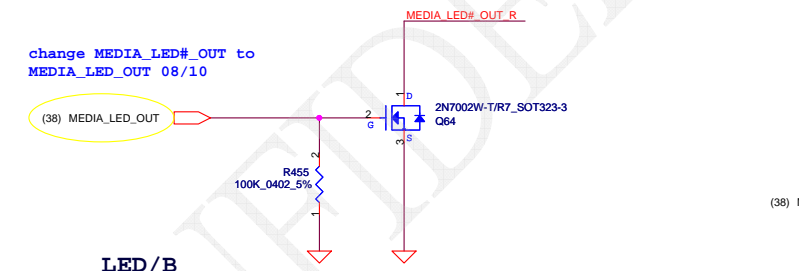 MEDIA_LED#_OUT_R
change MEDIA_LED#_OUT to
MEDIA_LED_OUT 08/10
(38) MEDIA_LED_OUT
1
D
2
G
2N7002W-T/R7_SOT323-3
Q64
3
S
2
R455
100K_0402_5%
1
(38)
LED/B